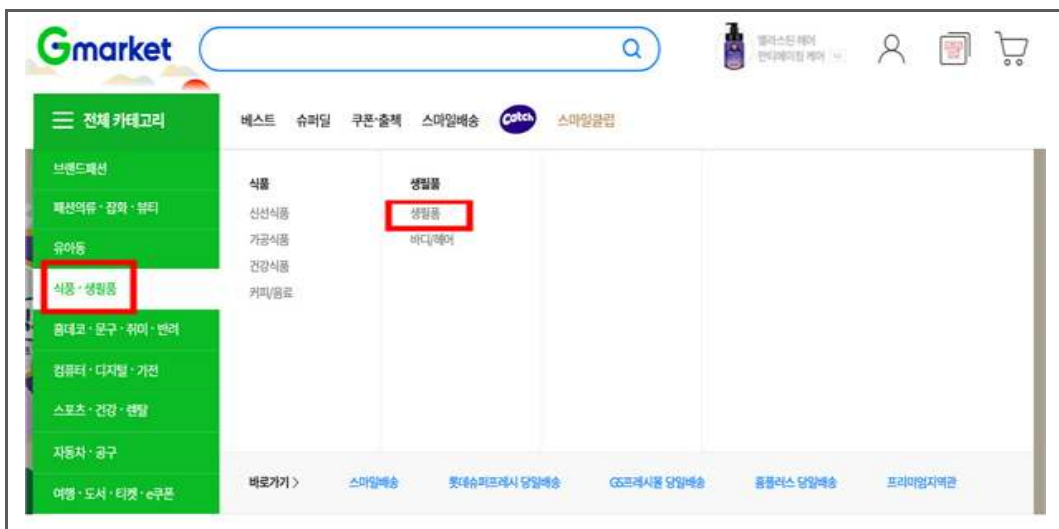 Gmarket
엘라스틴 헤어
전체 카테고리
베스트 슈퍼딜 쿠폰·출첵 스마일배송 Catch 스마일클럽
브랜드패션
패션의류·잡화·뷰티
유아동
식품·생필품
홈데코·문구·취미·반려
컴퓨터·디지털·가전
스포츠·건강·렌탈
자동차·공구
여행·도서·티켓·e쿠폰
식품
신선식품
가공식품
건강식품
커피/음료
생필품
생필품
바디/헤어
바로가기 > 스마일배송 롯데슈퍼프레시 당일배송 GS프레시몰 당일배송 홈플러스 당일배송 프리미엄지역관